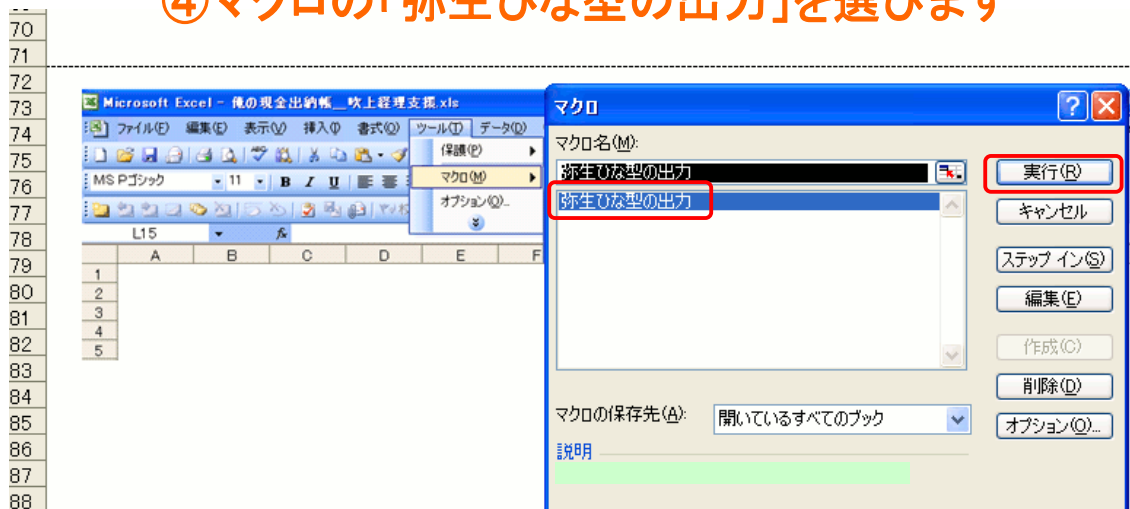 ④マクロの「弥生ひな型の出力」を選びます
70
71
72
73
74
75
76
77
78
79
80
81
82
83
84
85
86
87
88
Microsoft Excel - 俺の現金出納帳__吹上経理支援.xls
ファイル(F) 編集(E) 表示(V) 挿入(I) 書式(O) ツール(T) データ(D)
保護(P)
マクロ(M)
オプション(O)...
MS Pゴシック 11 B I U
L15 fx
A B C D E F
1
2
3
4
5
マクロ
マクロ名(M):
弥生ひな型の出力
弥生ひな型の出力
実行(R)
キャンセル
ステップ イン(S)
編集(E)
作成(C)
削除(D)
オプション(O)...
マクロの保存先(A): 開いているすべてのブック
説明